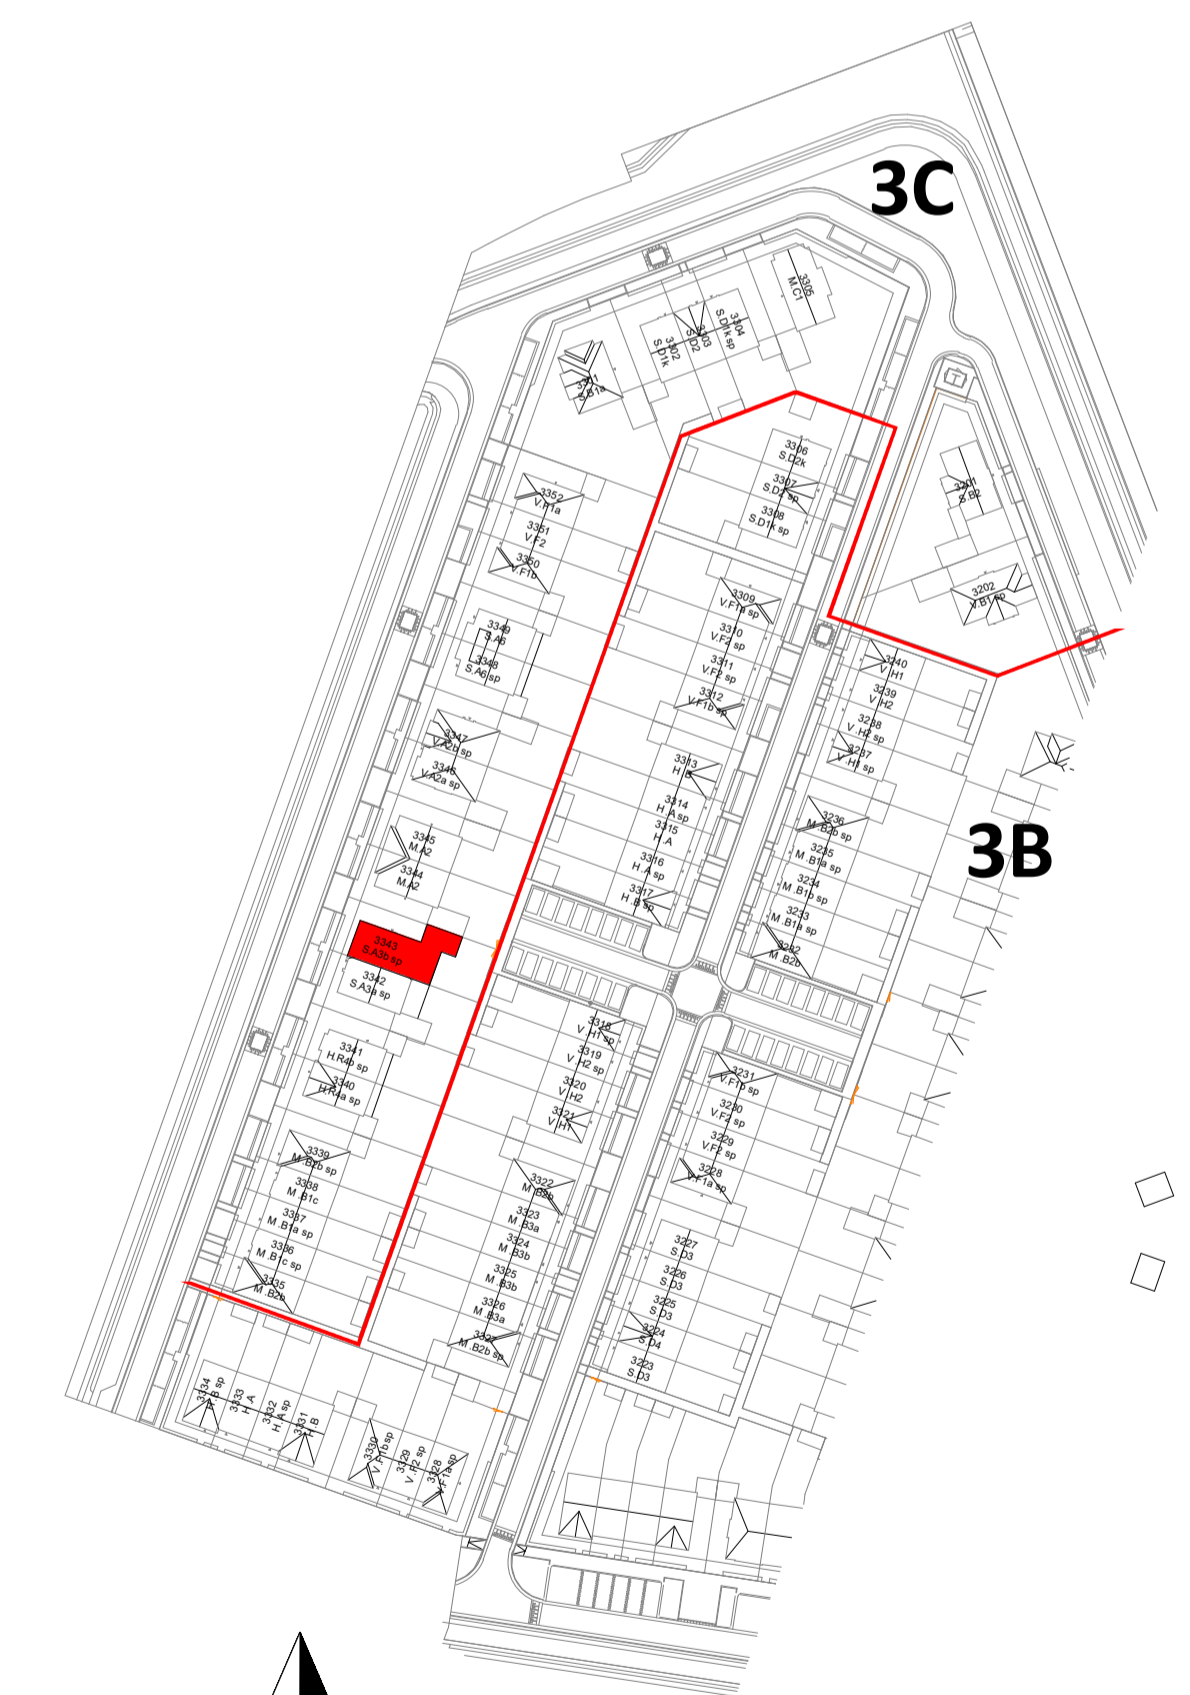 3C
3305
M.C1
3304
S.D1k sp
3303
S.D2
3302
S.D1k
3301
S.B1a
3306
S.D2k
3307
S.D2 sp
3308
S.D1k sp
3201
S.B2
3202
V.B1 sp
3352
V.F1a
3351
V.F2
3350
V.F1b
3349
S.A6
3348
S.A6 sp
3347
V.A2b sp
3346
V.A2a sp
3345
M.A2
3344
M.A2
3343
S.A3b sp
3342
S.A3a sp
3341
H.R4b sp
3340
H.R4a sp
3339
M.B2b sp
3338
M.B1c
3337
M.B1a sp
3336
M.B1c sp
3335
M.B2b
3309
V.F1a sp
3310
V.F2 sp
3311
V.F2 sp
3312
V.F1b sp
3313
H.B
3314
H.A sp
3315
H.A
3316
H.A sp
3317
H.B sp
3240
V.H1
3239
V.H2
3238
V.H2 sp
3237
V.H1 sp
3B
3236
M.B2b sp
3235
M.B1a sp
3234
M.B1b sp
3233
M.B1a sp
3232
M.B2b
3318
V.H1 sp
3319
V.H2 sp
3320
V.H2
3321
V.H1
3231
V.F1b sp
3230
V.F2 sp
3229
V.F2 sp
3228
V.F1a sp
3322
M.B2b
3323
M.B3a
3324
M.B3b
3325
M.B3b
3326
M.B3a
3327
M.B2b sp
3227
S.D3
3226
S.D3
3225
S.D3
3224
S.D4
3223
S.D3
3334
H.B sp
3333
H.A
3332
H.A sp
3331
H.B
3330
V.F1b sp
3329
V.F2 sp
3328
V.F1a sp